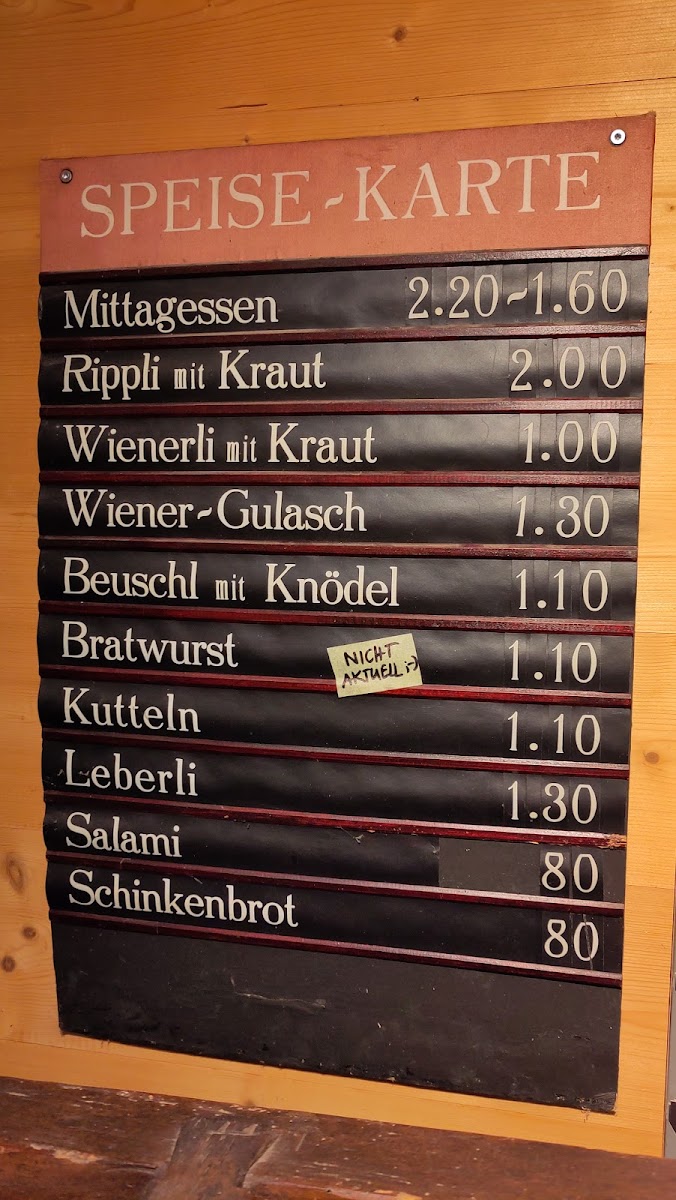 SPEISE-KARTE
Mittagessen 2.20~1.60
Rippli mit Kraut 2.00
Wienerli mit Kraut 1.00
Wiener-Gulasch 1.30
Beuschl mit Knödel 1.10
Bratwurst 1.10
NICHT
AKTUELL ;-)
Kutteln 1.10
Leberli 1.30
Salami 80
Schinkenbrot 80